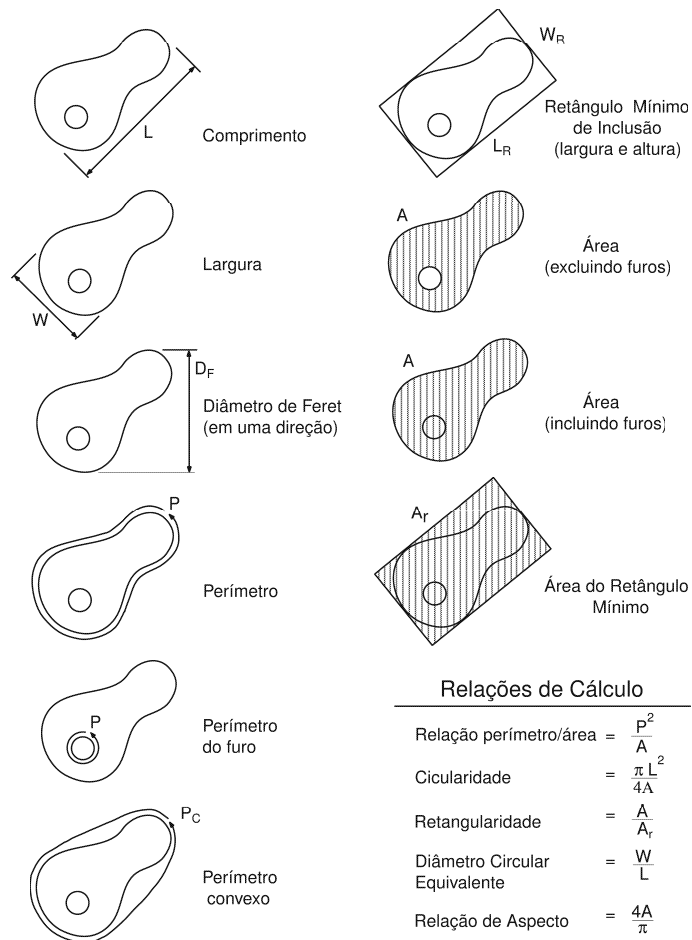 L
Comprimento
W
Largura
D_F
Diâmetro de Feret
(em uma direção)
P
Perímetro
P
Perímetro
do furo
P_C
Perímetro
convexo
W_R
L_R
Retângulo Mínimo
de Inclusão
(largura e altura)
A
Área
(excluindo furos)
A
Área
(incluindo furos)
A_r
Área do Retângulo
Mínimo
Relações de Cálculo
Relação perímetro/área = P² / A
Cicularidade = π L² / 4A
Retangularidade = A / A_r
Diâmetro Circular = W / L
Equivalente
Relação de Aspecto = 4A / π